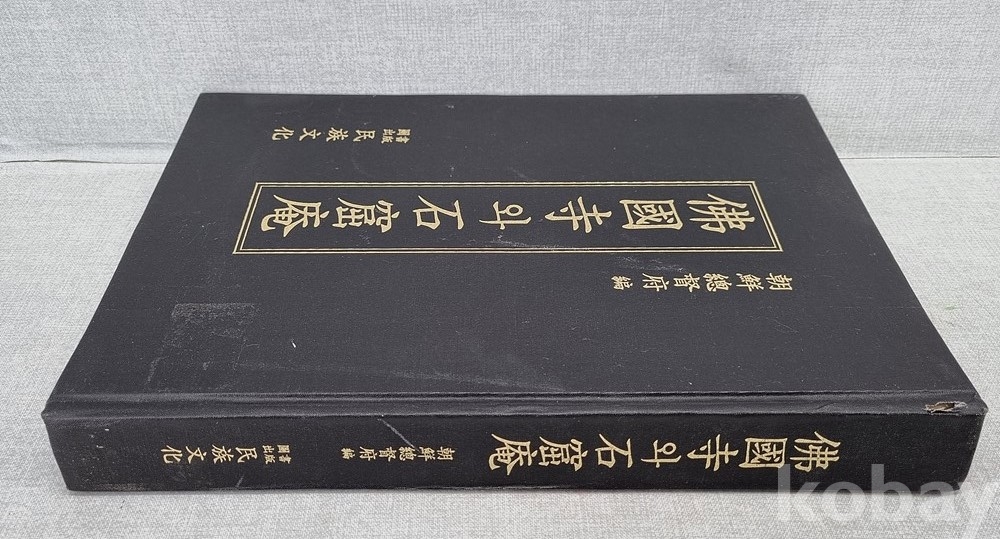 朝鮮總督府 編
佛國寺와 石窟庵
圖書出版 民族文化
佛國寺와 石窟庵
朝鮮總督府 編
圖書出版 民族文化
kobay